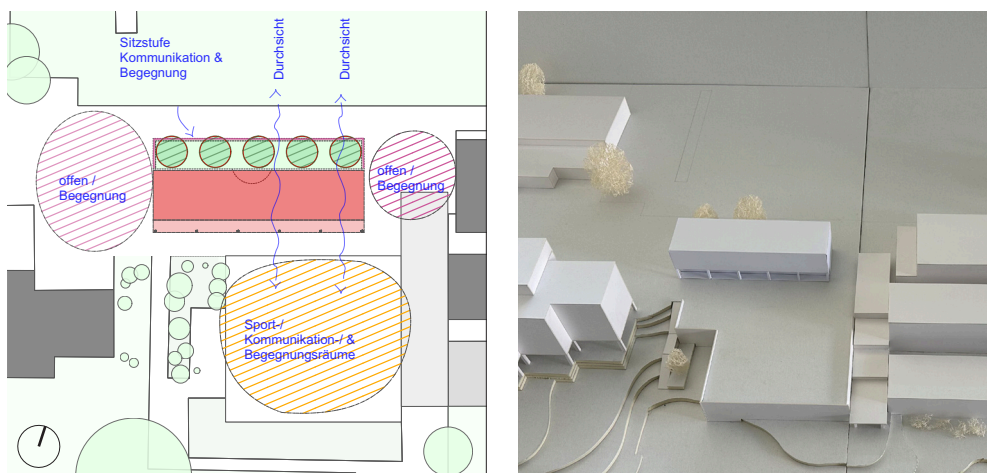 Sitzstufe
Kommunikation &
Begegnung
Durchsicht
Durchsicht
offen /
Begegnung
offen /
Begegnung
Sport-/
Kommunikation-/ &
Begegnungsräume